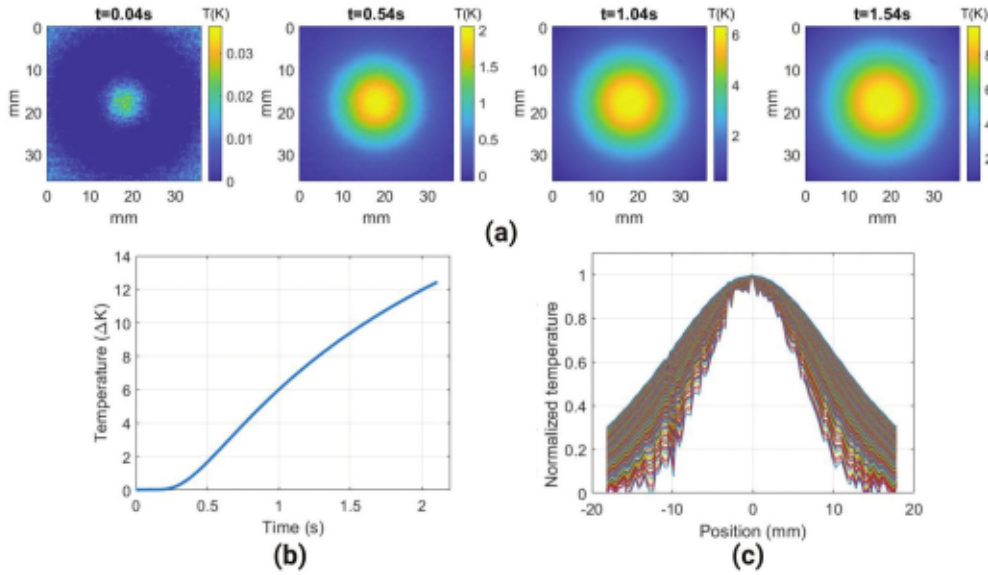 t=0.04s T(K) t=0.54s T(K) t=1.04s T(K) t=1.54s T(K)
0 0.03 0 2 0 6 0 8
10 10 1.5 10 10 6
mm 20 0.02 mm 20 1 mm 20 4 mm 20 4
30 0.01 30 0.5 30 2 30 2
0 0
0 10 20 30 0 10 20 30 0 10 20 30 0 10 20 30
mm mm mm mm
(a)
14
12
10
8
6
4
2
0
Temperature (ΔK)
0 0.5 1 1.5 2
Time (s)
(b)
1
0.8
0.6
0.4
0.2
0
Normalized temperature
-20 -10 0 10 20
Position (mm)
(c)